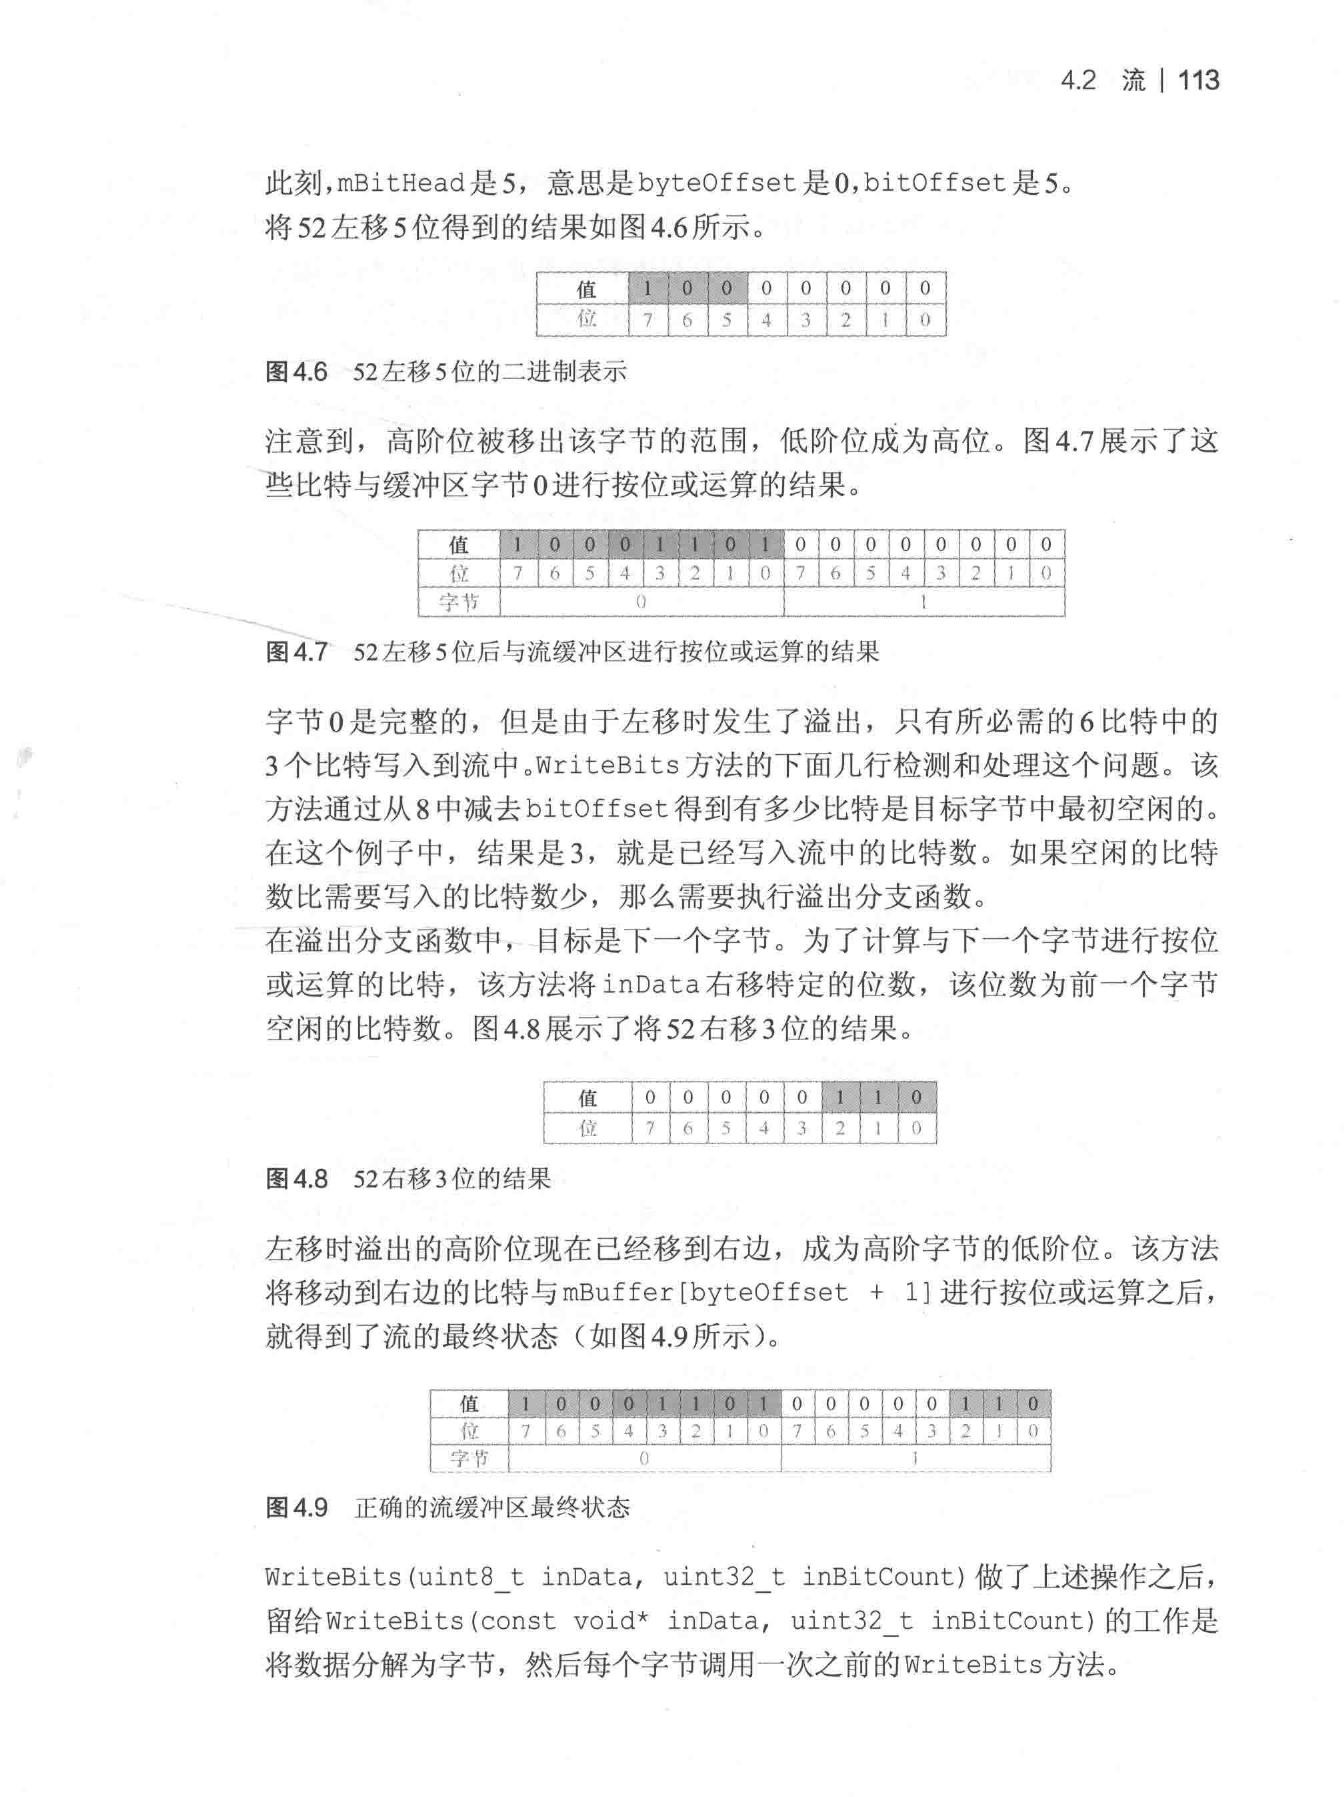 4.2 流 | 113
此刻,mBitHead是5，意思是byteOffset是0,bitOffset是5。
将52左移5位得到的结果如图4.6所示。
值 1 0 0 0 0 0 0 0
位 7 6 5 4 3 2 1 0
图4.6 52左移5位的二进制表示
注意到，高阶位被移出该字节的范围，低阶位成为高位。图4.7展示了这
些比特与缓冲区字节0进行按位或运算的结果。
值 1 0 0 0 1 1 0 1 0 0 0 0 0 0 0 0
位 7 6 5 4 3 2 1 0 7 6 5 4 3 2 1 0
字节 0 1
图4.7 52左移5位后与流缓冲区进行按位或运算的结果
字节0是完整的，但是由于左移时发生了溢出，只有所必需的6比特中的
3个比特写入到流中。WriteBits方法的下面几行检测和处理这个问题。该
方法通过从8中减去bitOffset得到有多少比特是目标字节中最初空闲的。
在这个例子中，结果是3，就是已经写入流中的比特数。如果空闲的比特
数比需要写入的比特数少，那么需要执行溢出分支函数。
在溢出分支函数中，目标是下一个字节。为了计算与下一个字节进行按位
或运算的比特，该方法将inData右移特定的位数，该位数为前一个字节
空闲的比特数。图4.8展示了将52右移3位的结果。
值 0 0 0 0 0 1 1 0
位 7 6 5 4 3 2 1 0
图4.8 52右移3位的结果
左移时溢出的高阶位现在已经移到右边，成为高阶字节的低阶位。该方法
将移动到右边的比特与mBuffer[byteOffset + 1]进行按位或运算之后，
就得到了流的最终状态（如图4.9所示）。
值 1 0 0 0 1 1 0 1 0 0 0 0 0 1 1 0
位 7 6 5 4 3 2 1 0 7 6 5 4 3 2 1 0
字节 0 1
图4.9 正确的流缓冲区最终状态
WriteBits(uint8_t inData, uint32_t inBitCount)做了上述操作之后，
留给WriteBits(const void* inData, uint32_t inBitCount)的工作是
将数据分解为字节，然后每个字节调用一次之前的WriteBits方法。